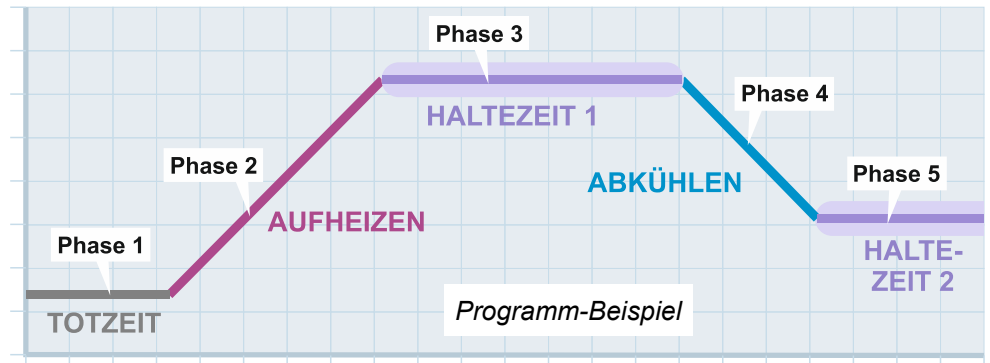 Phase 3
HALTEZEIT 1
Phase 4
Phase 2
ABKÜHLEN
Phase 5
AUFHEIZEN
Phase 1
HALTE-
ZEIT 2
TOTZEIT
Programm-Beispiel